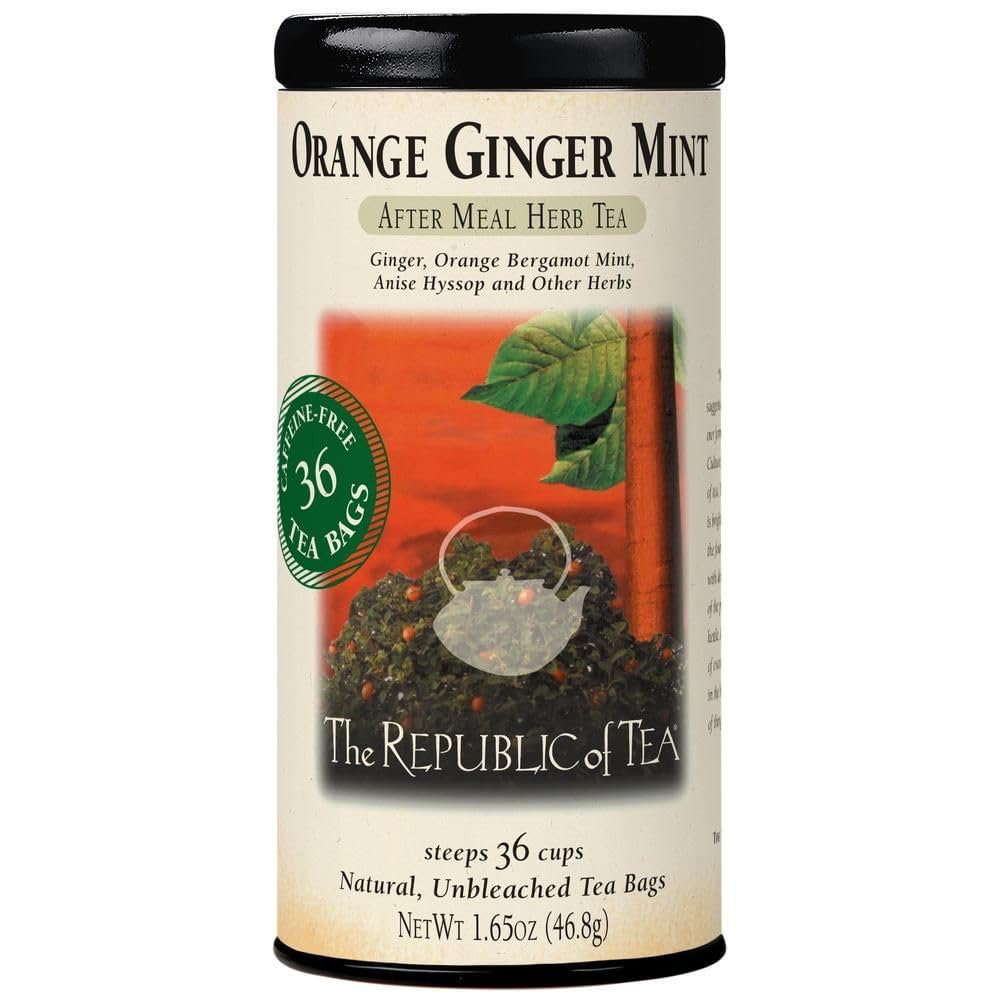 ORANGE GINGER MINT
AFTER MEAL HERB TEA
Ginger, Orange Bergamot Mint,
Anise Hyssop and Other Herbs
CAFFEINE-FREE
36
TEA BAGS
The REPUBLIC of TEA
steeps 36 cups
Natural, Unbleached Tea Bags
NETWT 1.65OZ (46.8g)